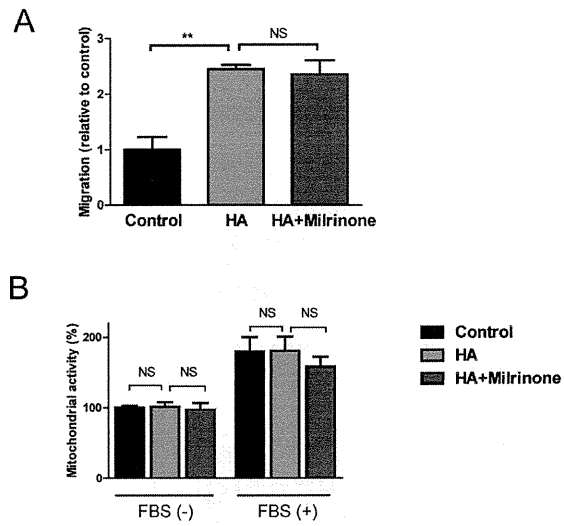 A
Migration (relative to control)
3
2
1
0
**
NS
Control
HA
HA+Milrinone
B
Mitochondrial activity (%)
200
100
0
NS
NS
NS
NS
FBS (-)
FBS (+)
Control
HA
HA+Milrinone